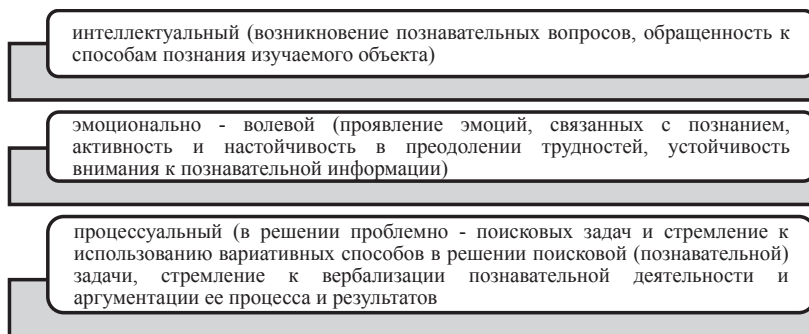 интеллектуальный (возникновение познавательных вопросов, обращенность к
способам познания изучаемого объекта)
эмоционально - волевой (проявление эмоций, связанных с познанием,
активность и настойчивость в преодолении трудностей, устойчивость
внимания к познавательной информации)
процессуальный (в решении проблемно - поисковых задач и стремление к
использованию вариативных способов в решении поисковой (познавательной)
задачи, стремление к вербализации познавательной деятельности и
аргументации ее процесса и результатов